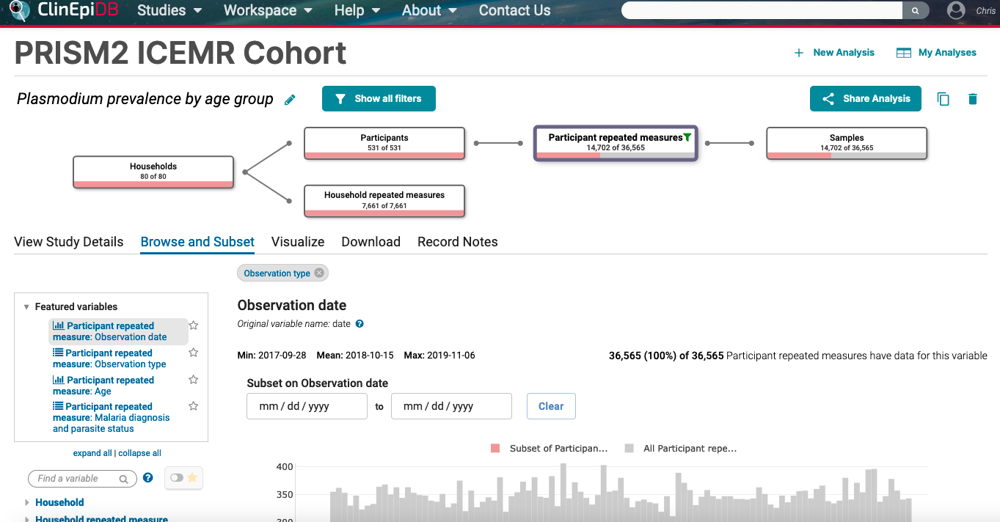 ClinEpiDB Studies Workspace Help About Contact Us Chris
PRISM2 ICEMR Cohort
New Analysis My Analyses
Plasmodium prevalence by age group Show all filters Share Analysis
Households
80 of 80
Participants
531 of 531
Household repeated measures
7,661 of 7,661
Participant repeated measures
14,702 of 36,565
Samples
14,702 of 36,565
View Study Details Browse and Subset Visualize Download Record Notes
Observation type
Featured variables
Participant repeated
measure: Observation date
Participant repeated
measure: Observation type
Participant repeated
measure: Age
Participant repeated
measure: Malaria diagnosis
and parasite status
expand all | collapse all
Find a variable
Household
Household repeated measure
Observation date
Original variable name: date
Min: 2017-09-28 Mean: 2018-10-15 Max: 2019-11-06
36,565 (100%) of 36,565 Participant repeated measures have data for this variable
Subset on Observation date
mm / dd / yyyy to mm / dd / yyyy Clear
Subset of Participan... All Participant repe...
400
350
300